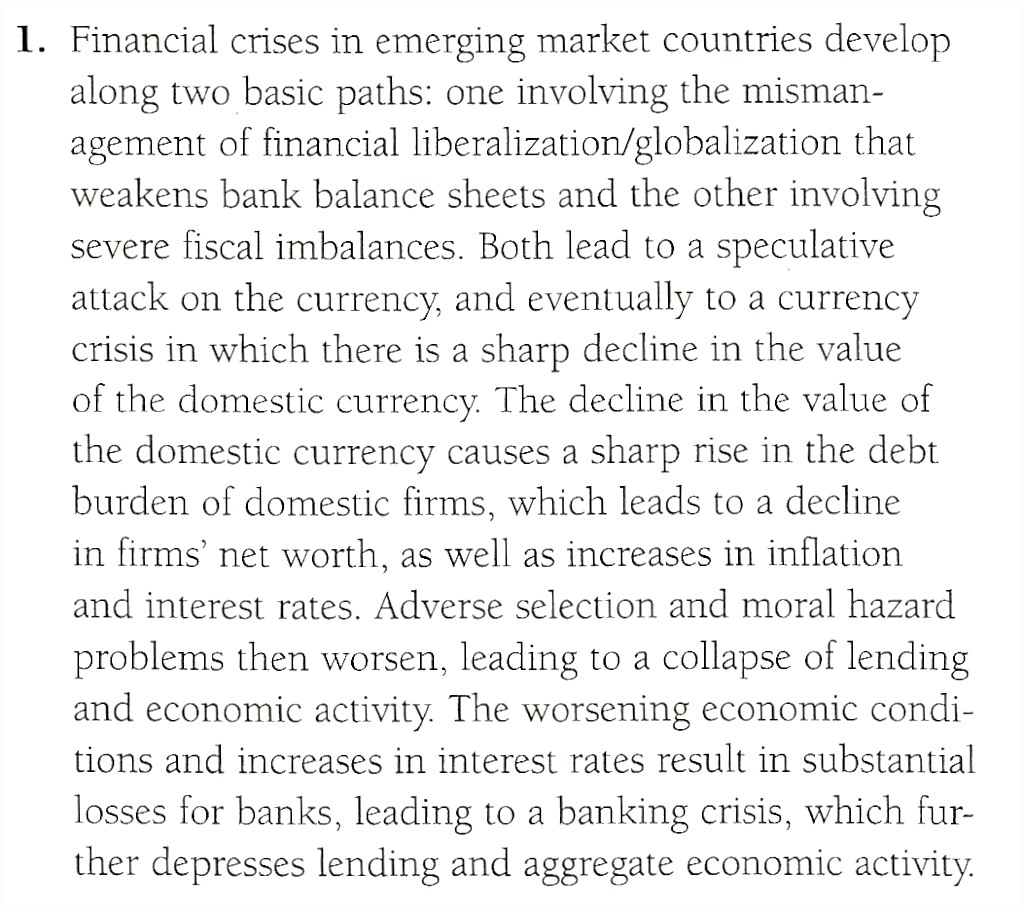 1. Financial crises in emerging market countries develop
along two basic paths: one involving the misman-
agement of financial liberalization/globalization that
weakens bank balance sheets and the other involving
severe fiscal imbalances. Both lead to a speculative
attack on the currency, and eventually to a currency
crisis in which there is a sharp decline in the value
of the domestic currency. The decline in the value of
the domestic currency causes a sharp rise in the debt
burden of domestic firms, which leads to a decline
in firms’ net worth, as well as increases in inflation
and interest rates. Adverse selection and moral hazard
problems then worsen, leading to a collapse of lending
and economic activity. The worsening economic condi-
tions and increases in interest rates result in substantial
losses for banks, leading to a banking crisis, which fur-
ther depresses lending and aggregate economic activity.